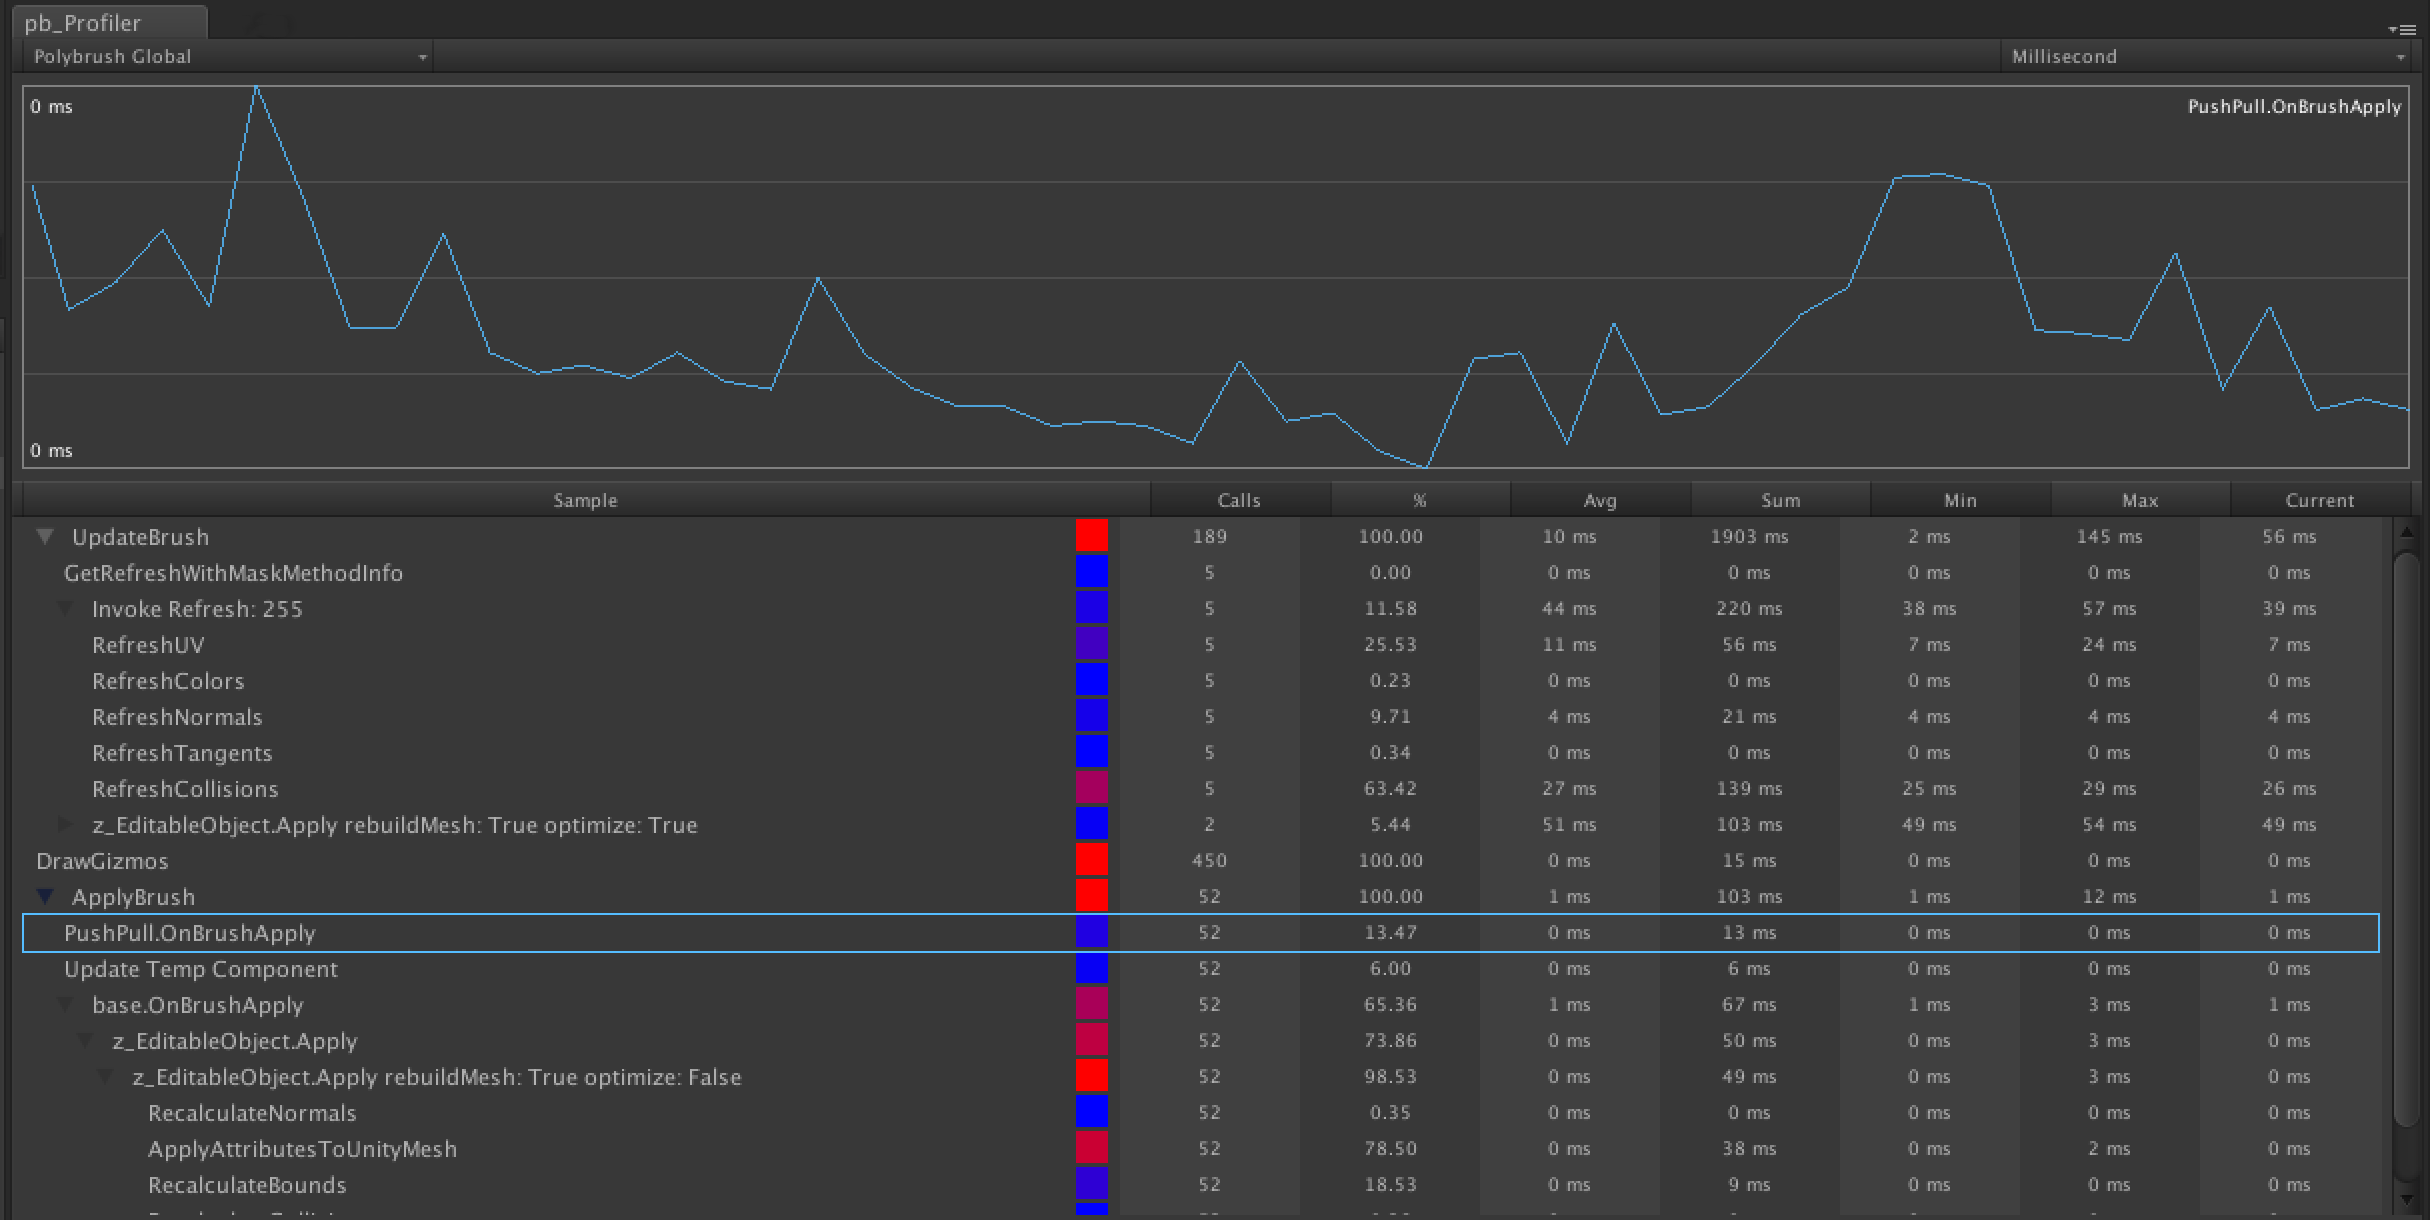 pb_Profiler
Polybrush Global Millisecond
0 ms PushPull.OnBrushApply
0 ms
Sample Calls % Avg Sum Min Max Current
UpdateBrush 189 100.00 10 ms 1903 ms 2 ms 145 ms 56 ms
GetRefreshWithMaskMethodInfo 5 0.00 0 ms 0 ms 0 ms 0 ms 0 ms
Invoke Refresh: 255 5 11.58 44 ms 220 ms 38 ms 57 ms 39 ms
RefreshUV 5 25.53 11 ms 56 ms 7 ms 24 ms 7 ms
RefreshColors 5 0.23 0 ms 0 ms 0 ms 0 ms 0 ms
RefreshNormals 5 9.71 4 ms 21 ms 4 ms 4 ms 4 ms
RefreshTangents 5 0.34 0 ms 0 ms 0 ms 0 ms 0 ms
RefreshCollisions 5 63.42 27 ms 139 ms 25 ms 29 ms 26 ms
z_EditableObject.Apply rebuildMesh: True optimize: True 2 5.44 51 ms 103 ms 49 ms 54 ms 49 ms
DrawGizmos 450 100.00 0 ms 15 ms 0 ms 0 ms 0 ms
ApplyBrush 52 100.00 1 ms 103 ms 1 ms 12 ms 1 ms
PushPull.OnBrushApply 52 13.47 0 ms 13 ms 0 ms 0 ms 0 ms
Update Temp Component 52 6.00 0 ms 6 ms 0 ms 0 ms 0 ms
base.OnBrushApply 52 65.36 1 ms 67 ms 1 ms 3 ms 1 ms
z_EditableObject.Apply 52 73.86 0 ms 50 ms 0 ms 3 ms 0 ms
z_EditableObject.Apply rebuildMesh: True optimize: False 52 98.53 0 ms 49 ms 0 ms 3 ms 0 ms
RecalculateNormals 52 0.35 0 ms 0 ms 0 ms 0 ms 0 ms
ApplyAttributesToUnityMesh 52 78.50 0 ms 38 ms 0 ms 2 ms 0 ms
RecalculateBounds 52 18.53 0 ms 9 ms 0 ms 0 ms 0 ms